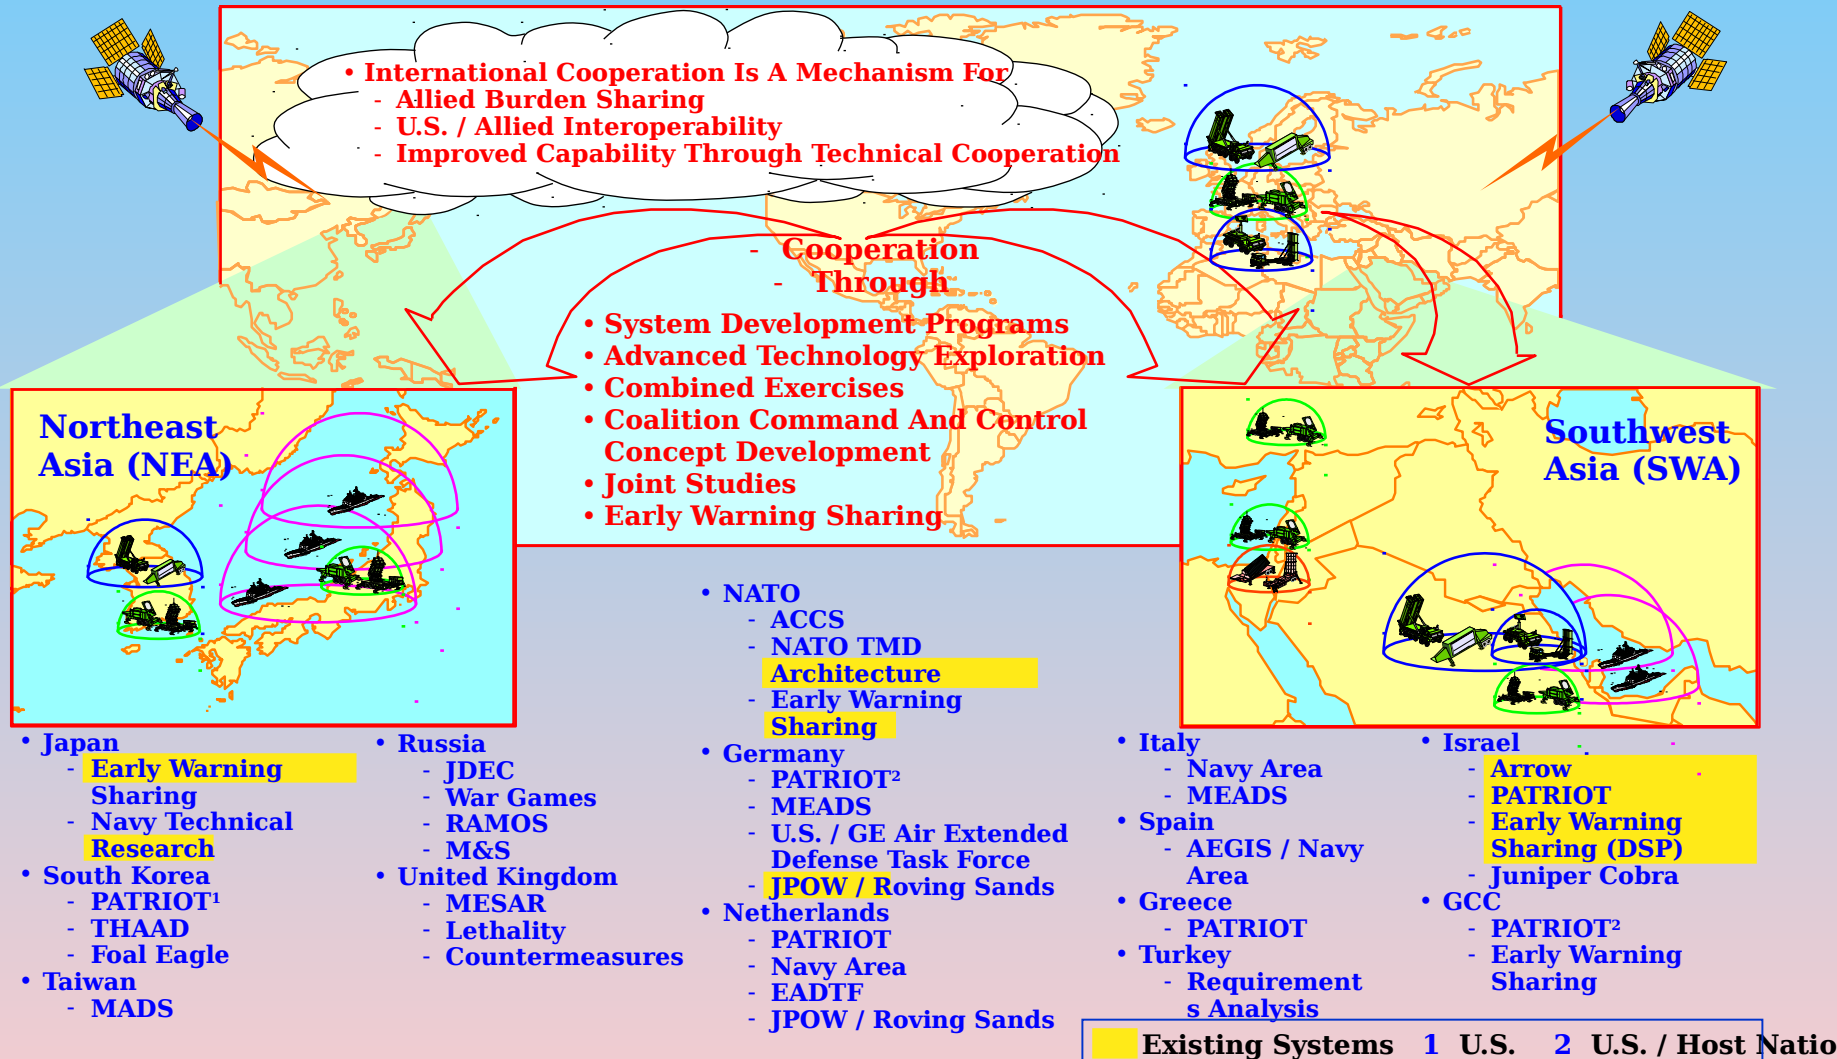 • International Cooperation Is A Mechanism For
- Allied Burden Sharing
- U.S. / Allied Interoperability
- Improved Capability Through Technical Cooperation
- Cooperation
- Through
• System Development Programs
• Advanced Technology Exploration
• Combined Exercises
• Coalition Command And Control
Concept Development
• Joint Studies
• Early Warning Sharing
Northeast
Asia (NEA)
Southwest
Asia (SWA)
• Japan
- Early Warning
Sharing
- Navy Technical
Research
• South Korea
- PATRIOT¹
- THAAD
- Foal Eagle
• Taiwan
- MADS
• Russia
- JDEC
- War Games
- RAMOS
- M&S
• United Kingdom
- MESAR
- Lethality
- Countermeasures
• NATO
- ACCS
- NATO TMD
Architecture
- Early Warning
Sharing
• Germany
- PATRIOT²
- MEADS
- U.S. / GE Air Extended
Defense Task Force
- JPOW / Roving Sands
• Netherlands
- PATRIOT
- Navy Area
- EADTF
- JPOW / Roving Sands
• Italy
- Navy Area
- MEADS
• Spain
- AEGIS / Navy
Area
• Greece
- PATRIOT
• Turkey
- Requirement
s Analysis
• Israel
- Arrow
- PATRIOT
- Early Warning
Sharing (DSP)
- Juniper Cobra
• GCC
- PATRIOT²
- Early Warning
Sharing
Existing Systems 1 U.S. 2 U.S. / Host Natio